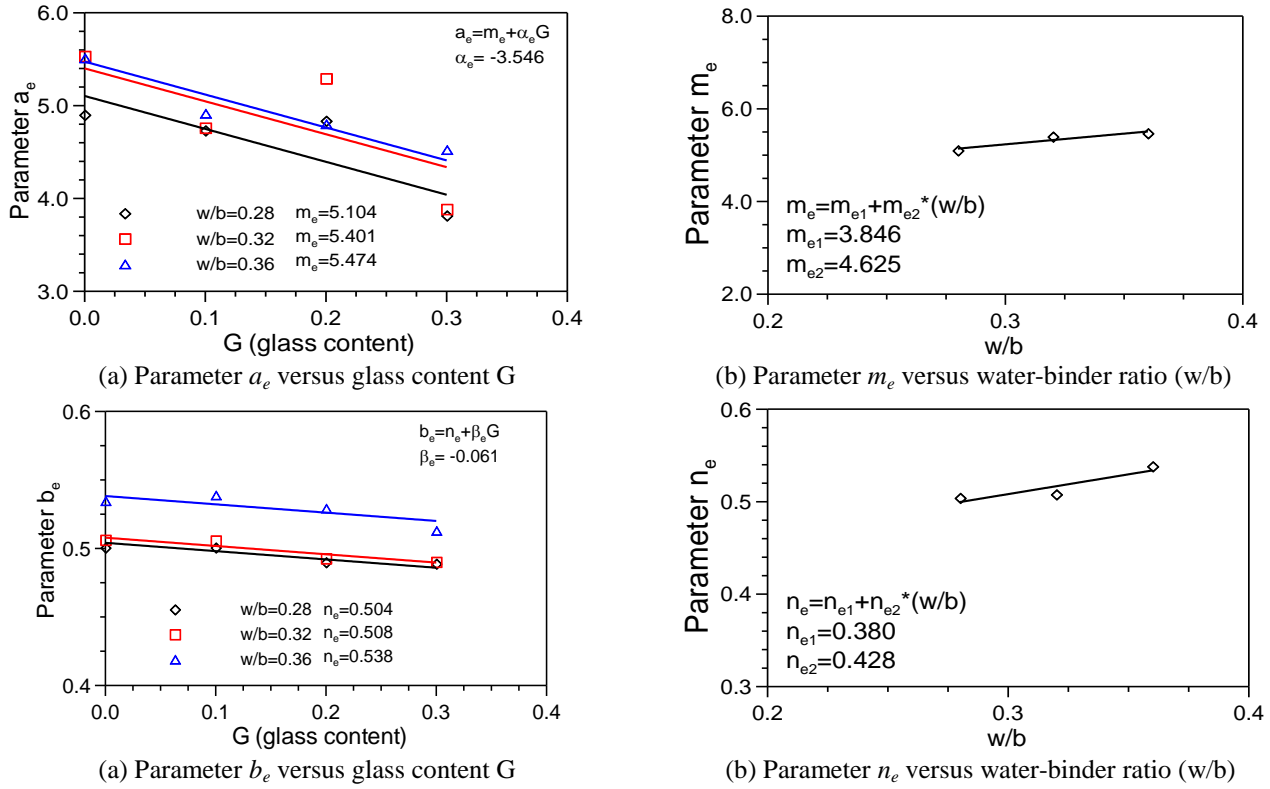 6.0
5.0
4.0
3.0
Parameter a_e
a_e=m_e+α_eG
α_e= -3.546
w/b=0.28 m_e=5.104
w/b=0.32 m_e=5.401
w/b=0.36 m_e=5.474
0.0 0.1 0.2 0.3 0.4
G (glass content)
(a) Parameter a_e versus glass content G
8.0
6.0
4.0
2.0
Parameter m_e
m_e=m_e1+m_e2*(w/b)
m_e1=3.846
m_e2=4.625
0.2 0.3 0.4
w/b
(b) Parameter m_e versus water-binder ratio (w/b)
0.6
0.5
0.4
Parameter b_e
b_e=n_e+β_eG
β_e= -0.061
w/b=0.28 n_e=0.504
w/b=0.32 n_e=0.508
w/b=0.36 n_e=0.538
0.0 0.1 0.2 0.3 0.4
G (glass content)
(a) Parameter b_e versus glass content G
0.6
0.5
0.4
0.3
Parameter n_e
n_e=n_e1+n_e2*(w/b)
n_e1=0.380
n_e2=0.428
0.2 0.3 0.4
w/b
(b) Parameter n_e versus water-binder ratio (w/b)